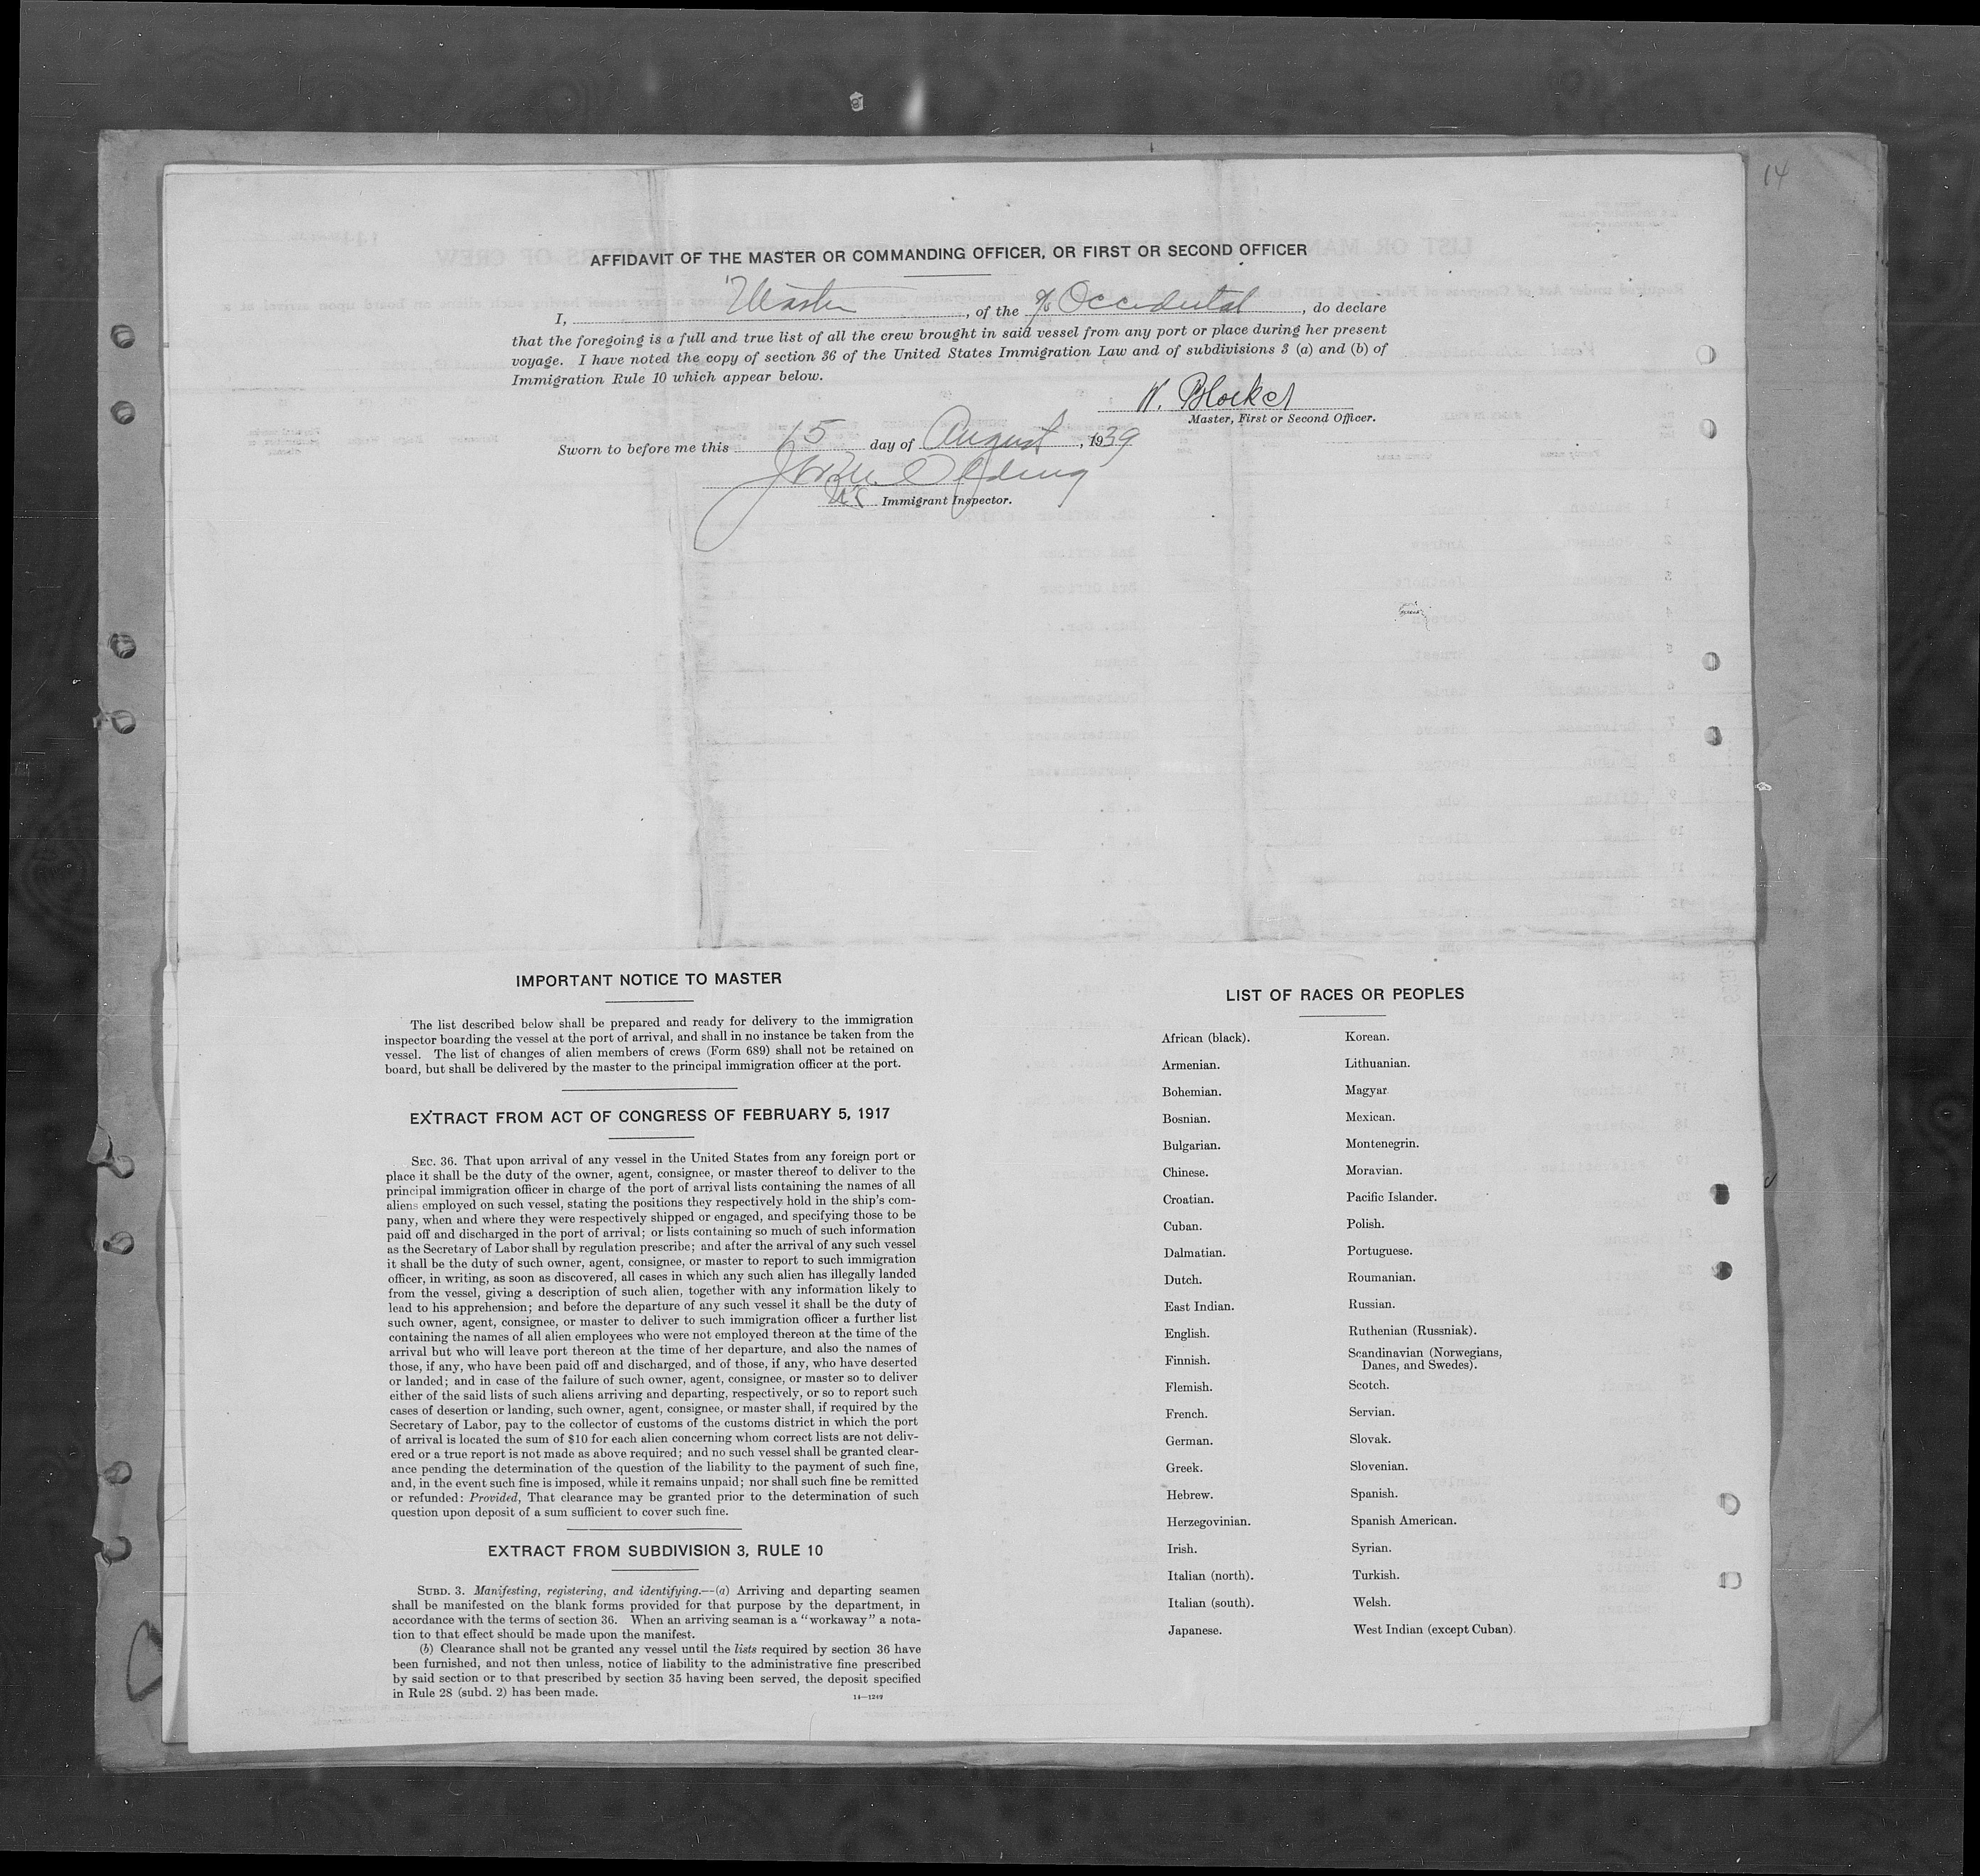 14
AFFIDAVIT OF THE MASTER OR COMMANDING OFFICER, OR FIRST OR SECOND OFFICER
I, Master, of the Occidental, do declare
that the foregoing is a full and true list of all the crew brought in said vessel from any port or place during her present
voyage. I have noted the copy of section 36 of the United States Immigration Law and of subdivisions 3 (a) and (b) of
Immigration Rule 10 which appear below.
W. Blocker
Master, First or Second Officer.
Sworn to before me this 15 day of August, 1939
Immigrant Inspector.
IMPORTANT NOTICE TO MASTER
The list described below shall be prepared and ready for delivery to the immigration
inspector boarding the vessel at the port of arrival, and shall in no instance be taken from the
vessel. The list of changes of alien members of crews (Form 689) shall not be retained on
board, but shall be delivered by the master to the principal immigration officer at the port.
EXTRACT FROM ACT OF CONGRESS OF FEBRUARY 5, 1917
SEC. 36. That upon arrival of any vessel in the United States from any foreign port or
place it shall be the duty of the owner, agent, consignee, or master thereof to deliver to the
principal immigration officer in charge of the port of arrival lists containing the names of all
aliens employed on such vessel, stating the positions they respectively hold in the ship's com-
pany, when and where they were respectively shipped or engaged, and specifying those to be
paid off and discharged in the port of arrival; or lists containing so much of such information
as the Secretary of Labor shall by regulation prescribe; and after the arrival of any such vessel
it shall be the duty of such owner, agent, consignee, or master to report to such immigration
officer, in writing, as soon as discovered, all cases in which any such alien has illegally landed
from the vessel, giving a description of such alien, together with any information likely to
lead to his apprehension; and before the departure of any such vessel it shall be the duty of
such owner, agent, consignee, or master to deliver to such immigration officer a further list
containing the names of all alien employees who were not employed thereon at the time of the
arrival but who will leave port thereon at the time of her departure, and also the names of
those, if any, who have been paid off and discharged, and of those, if any, who have deserted
or landed; and in case of the failure of such owner, agent, consignee, or master so to deliver
either of the said lists of such aliens arriving and departing, respectively, or so to report such
cases of desertion or landing, such owner, agent, consignee, or master shall, if required by the
Secretary of Labor, pay to the collector of customs of the customs district in which the port
of arrival is located the sum of $10 for each alien concerning whom correct lists are not deliv-
ered or a true report is not made as above required; and no such vessel shall be granted clear-
ance pending the determination of the question of the liability to the payment of such fine,
and, in the event such fine is imposed, while it remains unpaid; nor shall such fine be remitted
or refunded: Provided, That clearance may be granted prior to the determination of such
question upon deposit of a sum sufficient to cover such fine.
EXTRACT FROM SUBDIVISION 3, RULE 10
SUBD. 3. Manifesting, registering, and identifying.—(a) Arriving and departing seamen
shall be manifested on the blank forms provided for that purpose by the department, in
accordance with the terms of section 36. When an arriving seaman is a "workaway" a nota-
tion to that effect should be made upon the manifest.
(b) Clearance shall not be granted any vessel until the lists required by section 36 have
been furnished, and not then unless, notice of liability to the administrative fine prescribed
by said section or to that prescribed by section 35 having been served, the deposit specified
in Rule 28 (subd. 2) has been made.
14—1249
LIST OF RACES OR PEOPLES
African (black).
Armenian.
Bohemian.
Bosnian.
Bulgarian.
Chinese.
Croatian.
Cuban.
Dalmatian.
Dutch.
East Indian.
English.
Finnish.
Flemish.
French.
German.
Greek.
Hebrew.
Herzegovinian.
Irish.
Italian (north).
Italian (south).
Japanese.
Korean.
Lithuanian.
Magyar.
Mexican.
Montenegrin.
Moravian.
Pacific Islander.
Polish.
Portuguese.
Roumanian.
Russian.
Ruthenian (Russniak).
Scandinavian (Norwegians,
Danes, and Swedes).
Scotch.
Servian.
Slovak.
Slovenian.
Spanish.
Spanish American.
Syrian.
Turkish.
Welsh.
West Indian (except Cuban).